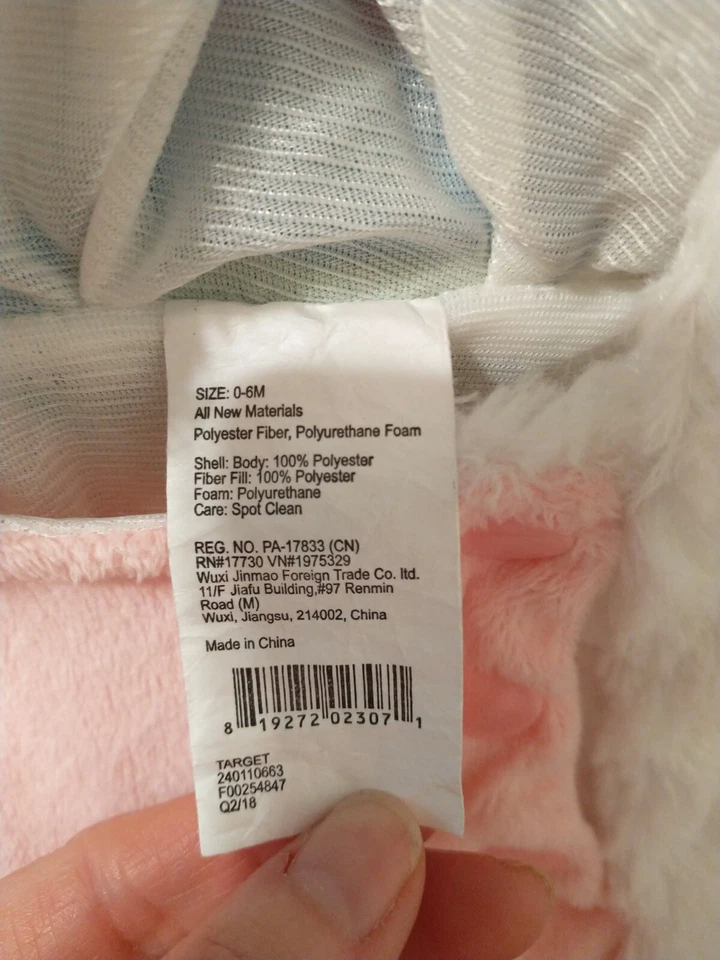 SIZE: 0-6M
All New Materials
Polyester Fiber, Polyurethane Foam
Shell: Body: 100% Polyester
Fiber Fill: 100% Polyester
Foam: Polyurethane
Care: Spot Clean
REG. NO. PA-17833 (CN)
RN#17730 VN#1975329
Wuxi Jinmao Foreign Trade Co. ltd.
11/F Jiafu Building,#97 Renmin
Road (M)
Wuxi, Jiangsu, 214002, China
Made in China
8 19272 02307 1
TARGET
240110663
F00254847
Q2/18